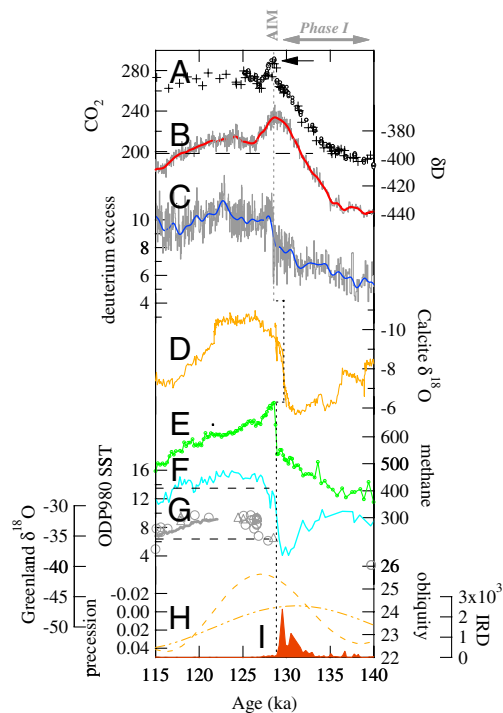 AIM
Phase I
280
240
200
CO2
A
B
-380
-400
-420
-440
δD
C
10
8
6
4
deuterium excess
D
-10
-8
-6
Calcite δ18O
E
600
500
400
300
methane
F
16
12
8
4
ODP980 SST
G
-30
-35
-40
-45
-50
Greenland δ18O
-0.02
0.00
0.02
0.04
precession
H
I
26
25
24
23
22
obliquity
3x10^3
2
1
0
IRD
115
120
125
130
135
140
Age (ka)